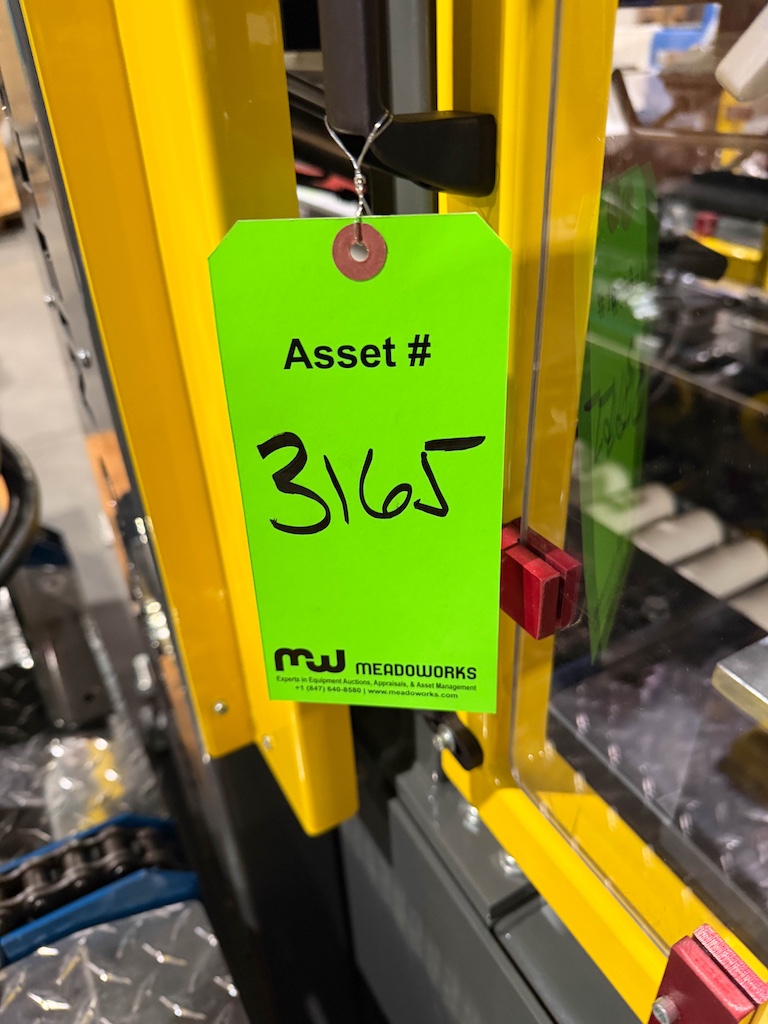 Asset #
3165
mw MEADOWORKS
Experts in Equipment Auctions, Appraisals, & Asset Management
+1 (847) 640-8580 | www.meadoworks.com